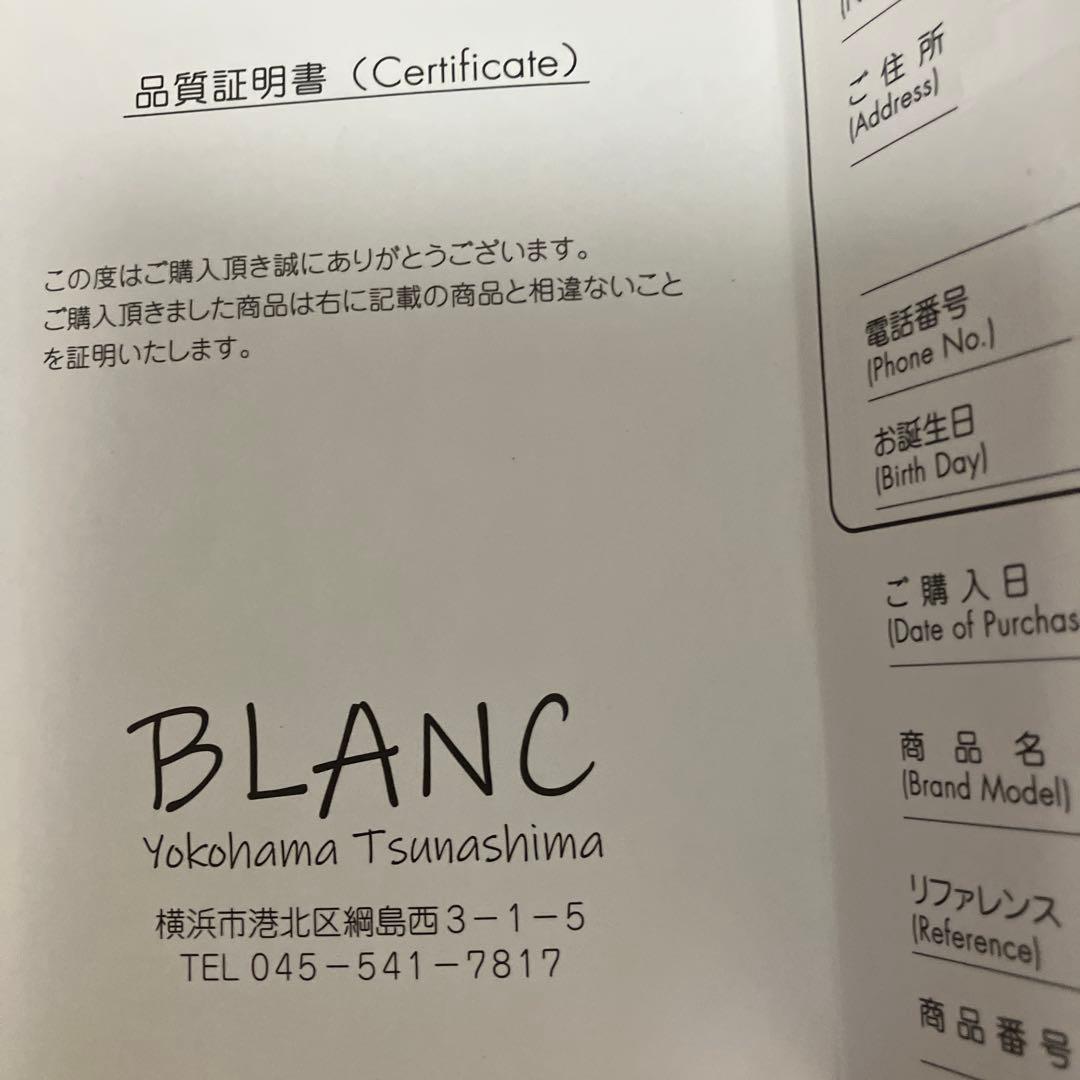 品質証明書（Certificate）
この度はご購入頂き誠にありがとうございます。
ご購入頂きました商品は右に記載の商品と相違ないこと
を証明いたします。
BLANC
Yokohama Tsunashima
横浜市港北区綱島西3－1－5
TEL 045－541－7817
ご住所
(Address)
電話番号
(Phone No.)
お誕生日
(Birth Day)
ご購入日
(Date of Purchas
商品名
(Brand Model)
リファレンス
(Reference)
商品番号